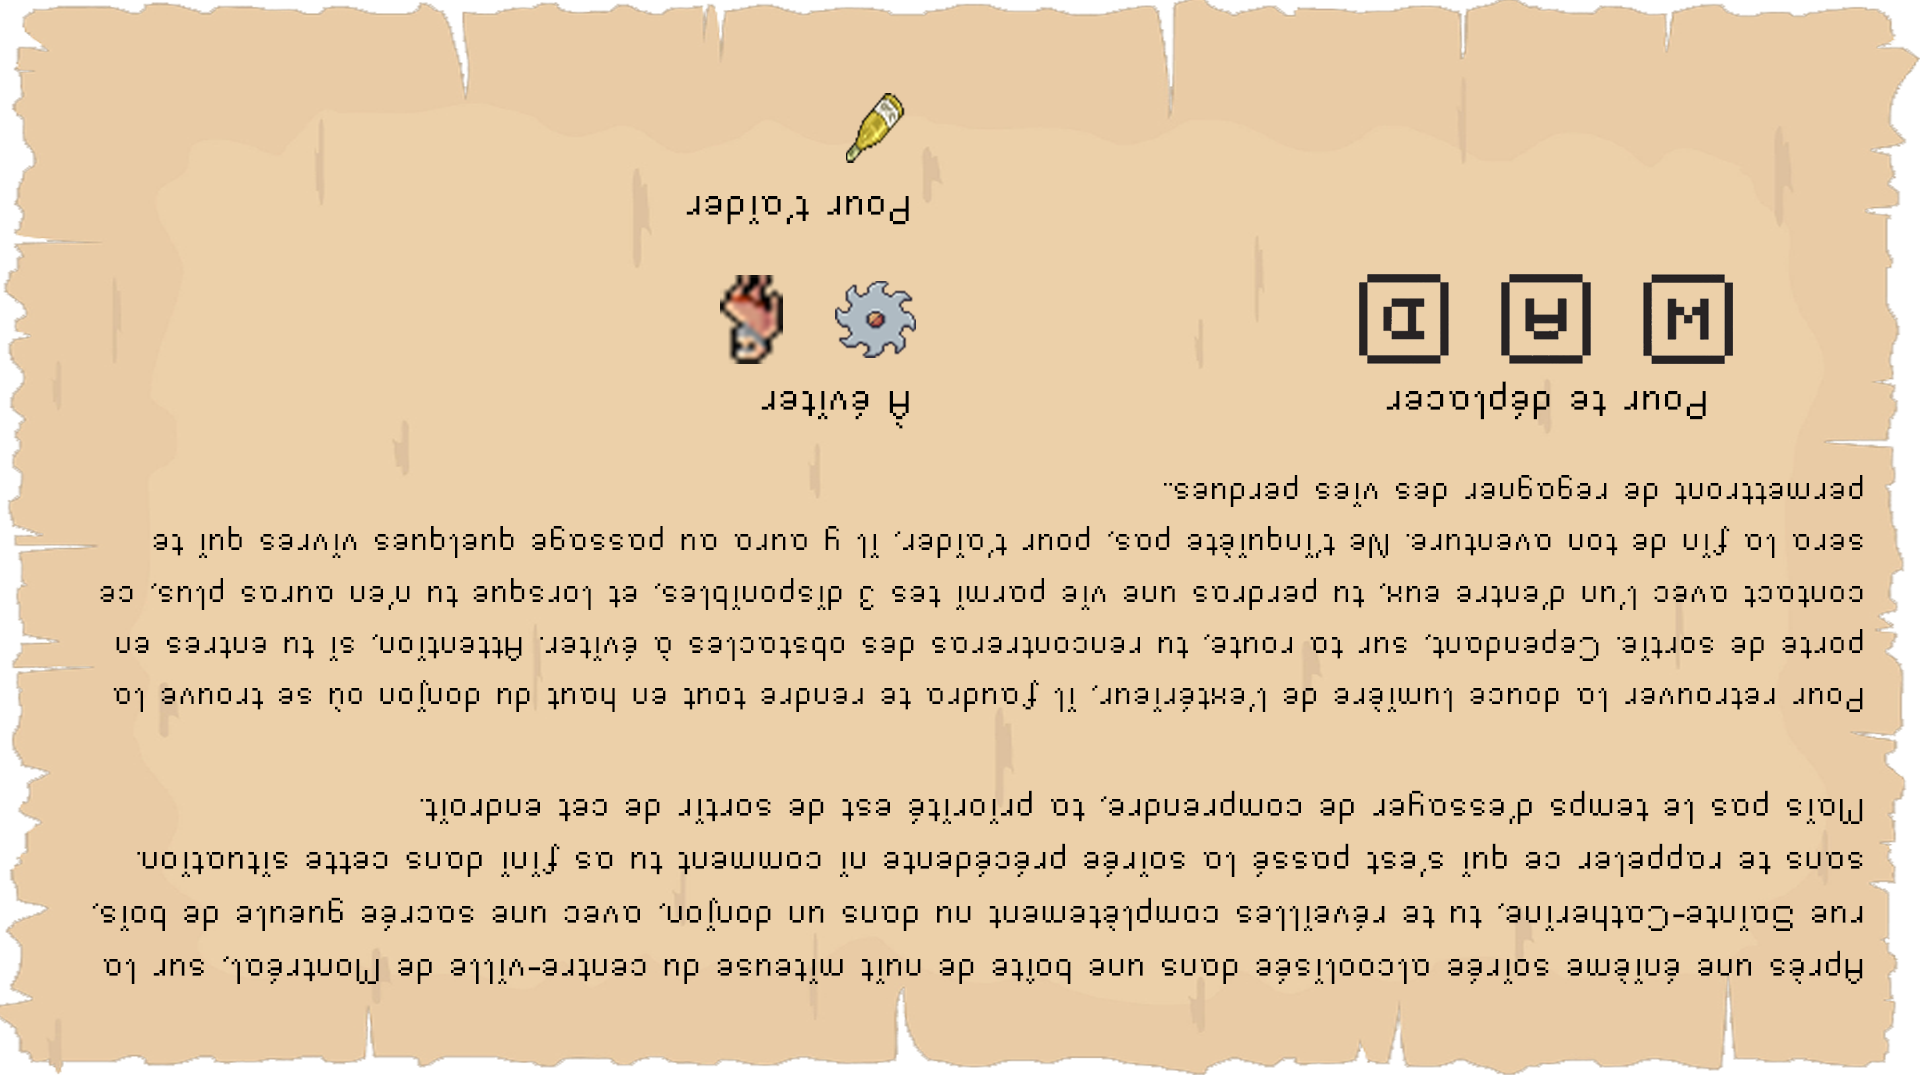 Après une énième soirée alcoolisée dans une boîte de nuit miteuse du centre-ville de Montréal, sur la
rue Sainte-Catherine, tu te réveilles complètement nu dans un donjon, avec une sacrée gueule de bois,
sans te rappeler ce qui s'est passé la soirée précédente ni comment tu as fini dans cette situation.
Mais pas le temps d'essayer de comprendre, ta priorité est de sortir de cet endroit.
Pour retrouver la douce lumière de l'extérieur, il faudra te rendre tout en haut du donjon où se trouve la
porte de sortie. Cependant, sur ta route, tu rencontreras des obstacles à éviter. Attention, si tu entres en
contact avec l'un d'entre eux, tu perdras une vie parmi tes 3 disponibles, et lorsque tu n'en auras plus, ce
sera la fin de ton aventure. Ne t'inquiète pas, pour t'aider, il y aura au passage quelques vivres qui te
permettront de regagner des vies perdues..
Pour te déplacer
W A D
À éviter
Pour t'aider